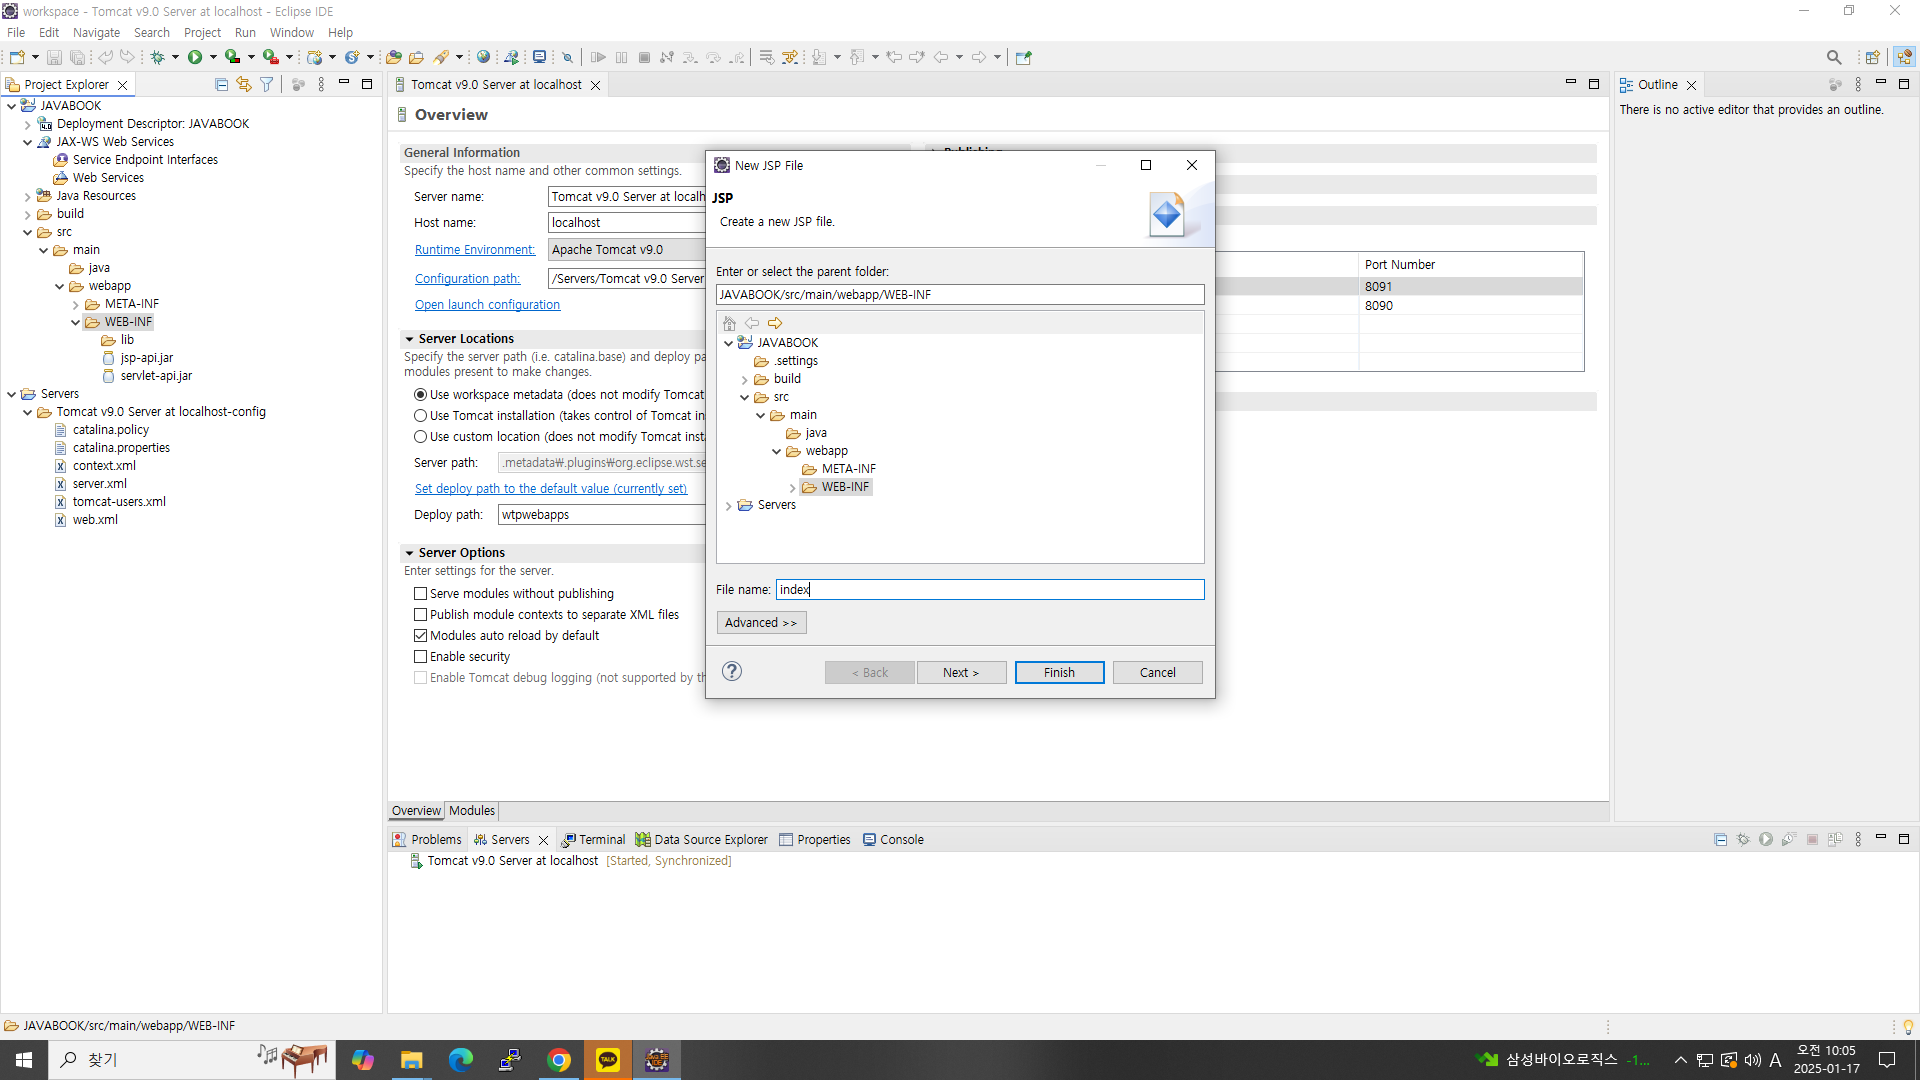 workspace - Tomcat v9.0 Server at localhost - Eclipse IDE
File Edit Navigate Search Project Run Window Help
Project Explorer
JAVABOOK
Deployment Descriptor: JAVABOOK
JAX-WS Web Services
Service Endpoint Interfaces
Web Services
Java Resources
build
src
main
java
webapp
META-INF
WEB-INF
lib
jsp-api.jar
servlet-api.jar
Servers
Tomcat v9.0 Server at localhost-config
catalina.policy
catalina.properties
context.xml
server.xml
tomcat-users.xml
web.xml
Tomcat v9.0 Server at localhost
Overview
General Information
Specify the host name and other common settings.
Server name: Tomcat v9.0 Server at localh
Host name: localhost
Runtime Environment: Apache Tomcat v9.0
Configuration path: /Servers/Tomcat v9.0 Server
Open launch configuration
Server Locations
Specify the server path (i.e. catalina.base) and deploy pa
modules present to make changes.
Use workspace metadata (does not modify Tomcat
Use Tomcat installation (takes control of Tomcat in
Use custom location (does not modify Tomcat inst
Server path: .metadata₩.plugins₩org.eclipse.wst.se
Set deploy path to the default value (currently set)
Deploy path: wtpwebapps
Server Options
Enter settings for the server.
Serve modules without publishing
Publish module contexts to separate XML files
Modules auto reload by default
Enable security
Enable Tomcat debug logging (not supported by th
Port Number
8091
8090
New JSP File
JSP
Create a new JSP file.
Enter or select the parent folder:
JAVABOOK/src/main/webapp/WEB-INF
JAVABOOK
.settings
build
src
main
java
webapp
META-INF
WEB-INF
Servers
File name: index
Advanced >>
< Back Next > Finish Cancel
Outline
There is no active editor that provides an outline.
Overview Modules
Problems Servers Terminal Data Source Explorer Properties Console
Tomcat v9.0 Server at localhost [Started, Synchronized]
JAVABOOK/src/main/webapp/WEB-INF
찾기
TALK
삼성바이오로직스 -1...
A
오전 10:05
2025-01-17